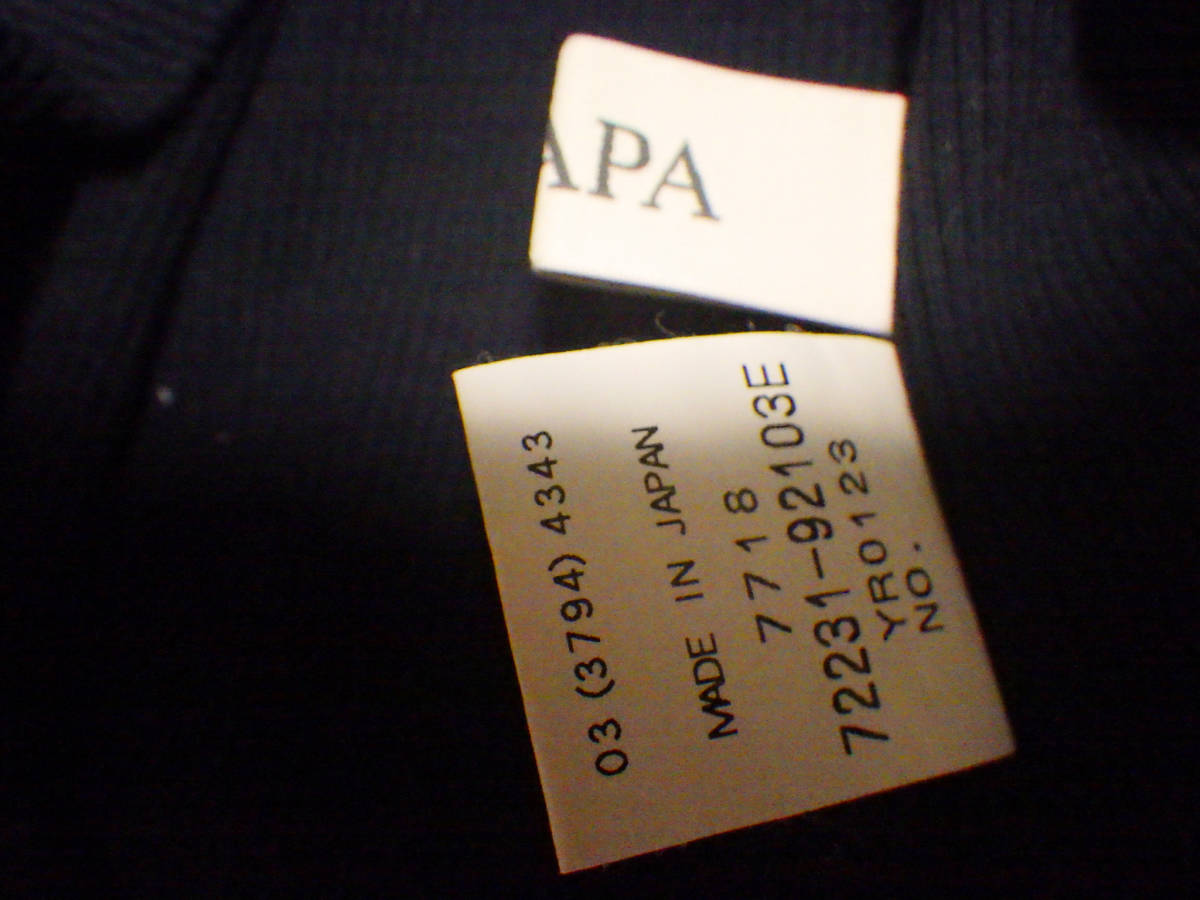 APA
03 (3794) 4343
MADE IN JAPAN
7718
72231-92103E
YR0123
NO.